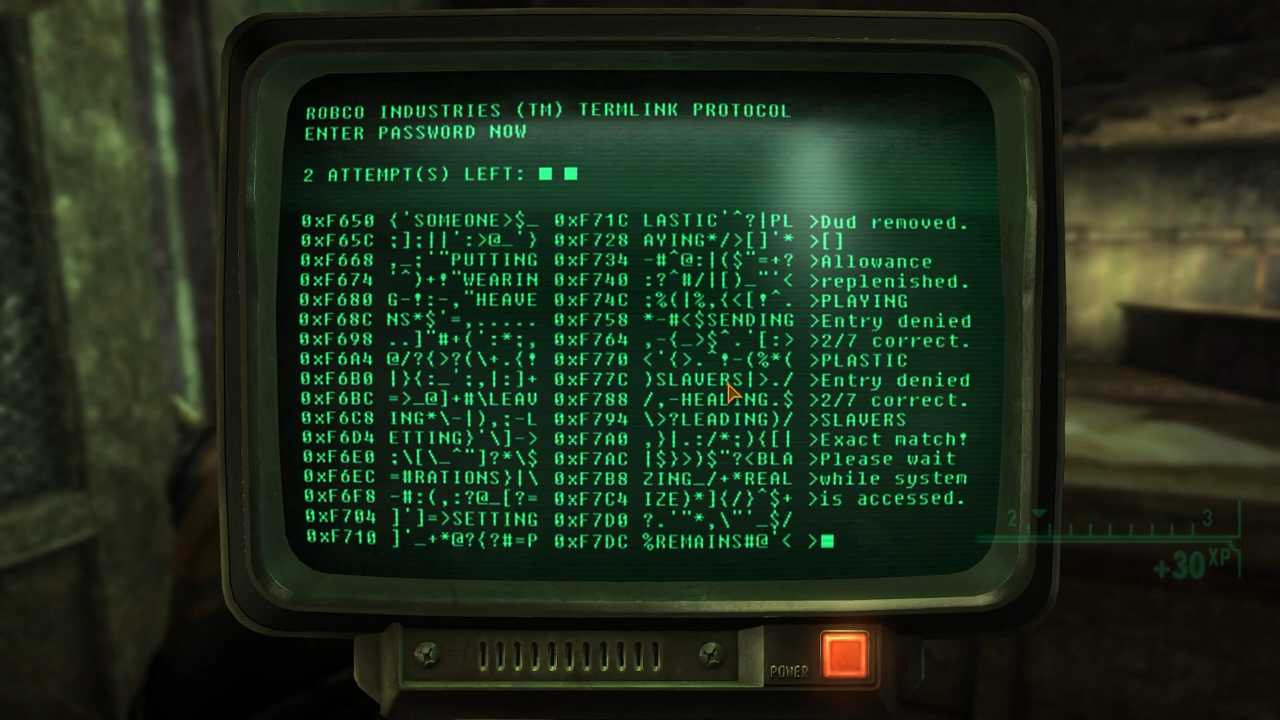 ROBCO INDUSTRIES (TM) TERMLINK PROTOCOL
ENTER PASSWORD NOW
2 ATTEMPT(S) LEFT: ■ ■
0xF650 {'SOMEONE>$_ 0xF71C LASTIC'^?|PL >Dud removed.
0xF65C :];||':>@_'} 0xF728 AYING*/>[]'* >[]
0xF668 ,_;'"PUTTING 0xF734 -#^@:|($"=+? >Allowance
0xF674 '^)+!"WEARIN 0xF740 :?^#/|[)_"'< >replenished.
0xF680 G-!:-,"HEAVE 0xF74C :%(|%,{<[!^. >PLAYING
0xF68C NS*$'=,..... 0xF758 *-#<$SENDING >Entry denied
0xF698 ..]"#+(':*:, 0xF764 ,-{_>$^.'[:> >2/7 correct.
0xF6A4 @/?{>?(\+.{! 0xF770 <'{>.^!-(%*( >PLASTIC
0xF6B0 |}{:_':,|:]+ 0xF77C )SLAVERS|>./ >Entry denied
0xF6BC =>_@]+#\LEAV 0xF788 /,-HEALING.$ >2/7 correct.
0xF6C8 ING*\-|),:-L 0xF794 \>?LEADING)/ >SLAVERS
0xF6D4 ETTING}'\]-> 0xF7A0 ,}|.:/*;){[| >Exact match!
0xF6E0 ;\[\_^"]?*\$ 0xF7AC |$}>)$"?<BLA >Please wait
0xF6EC =#RATIONS}|\ 0xF7B8 ZING_/+*REAL >while system
0xF6F8 -#:(,:?@_[?= 0xF7C4 IZE)*]{/}^$+ >is accessed.
0xF704 ]']=>SETTING 0xF7D0 ?.'"*,\"¨_$/
0xF710 ]'_+*@?{?#=P 0xF7DC %REMAINS#@'< >■
2 3
+30 XP
POWER